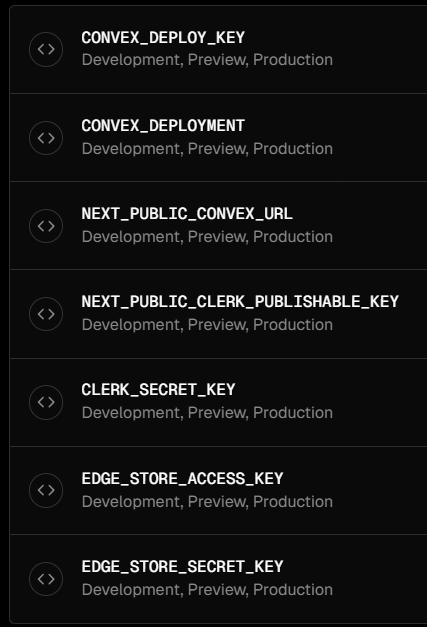 CONVEX_DEPLOY_KEY
Development, Preview, Production
CONVEX_DEPLOYMENT
Development, Preview, Production
NEXT_PUBLIC_CONVEX_URL
Development, Preview, Production
NEXT_PUBLIC_CLERK_PUBLISHABLE_KEY
Development, Preview, Production
CLERK_SECRET_KEY
Development, Preview, Production
EDGE_STORE_ACCESS_KEY
Development, Preview, Production
EDGE_STORE_SECRET_KEY
Development, Preview, Production